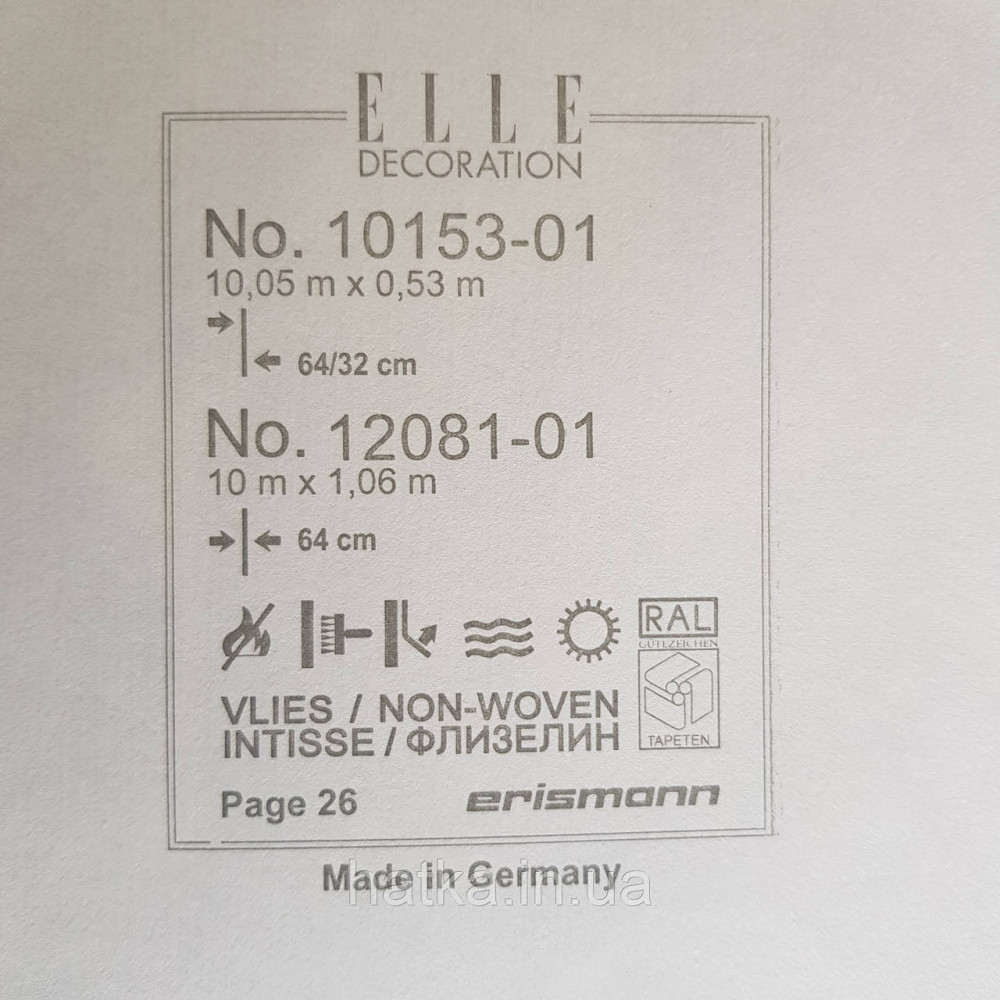 ELLE
DECORATION
No. 10153-01
10,05 m x 0,53 m
64/32 cm
No. 12081-01
10 m x 1,06 m
64 cm
RAL
GÜTEZEICHEN
TAPETEN
VLIES / NON-WOVEN
INTISSE / ФЛИЗЕЛИН
Page 26
erismann
Made in Germany
hatka.in.ua